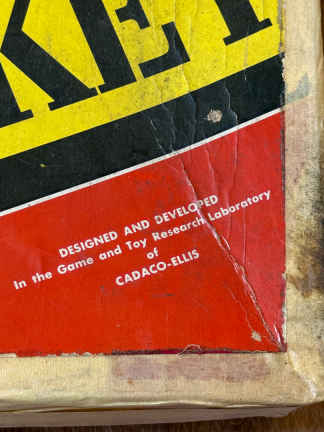 KET
DESIGNED AND DEVELOPED
In the Game and Toy Research Laboratory
of
CADACO-ELLIS